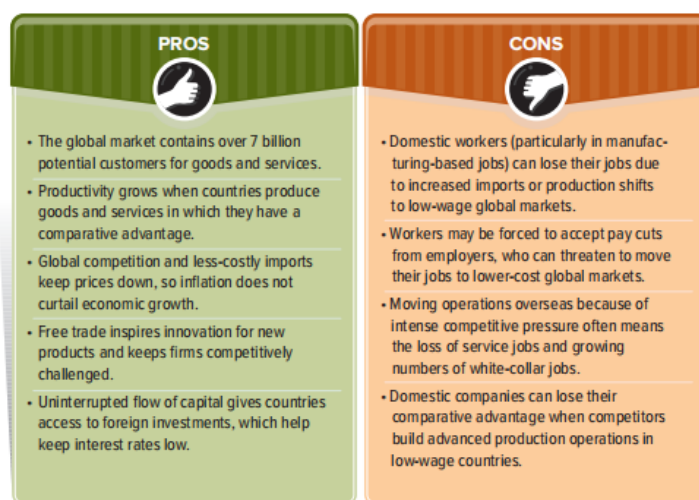 PROS
• The global market contains over 7 billion
potential customers for goods and services.
• Productivity grows when countries produce
goods and services in which they have a
comparative advantage.
• Global competition and less-costly imports
keep prices down, so inflation does not
curtail economic growth.
• Free trade inspires innovation for new
products and keeps firms competitively
challenged.
• Uninterrupted flow of capital gives countries
access to foreign investments, which help
keep interest rates low.
CONS
• Domestic workers (particularly in manufac-
turing-based jobs) can lose their jobs due
to increased imports or production shifts
to low-wage global markets.
• Workers may be forced to accept pay cuts
from employers, who can threaten to move
their jobs to lower-cost global markets.
• Moving operations overseas because of
intense competitive pressure often means
the loss of service jobs and growing
numbers of white-collar jobs.
• Domestic companies can lose their
comparative advantage when competitors
build advanced production operations in
low-wage countries.